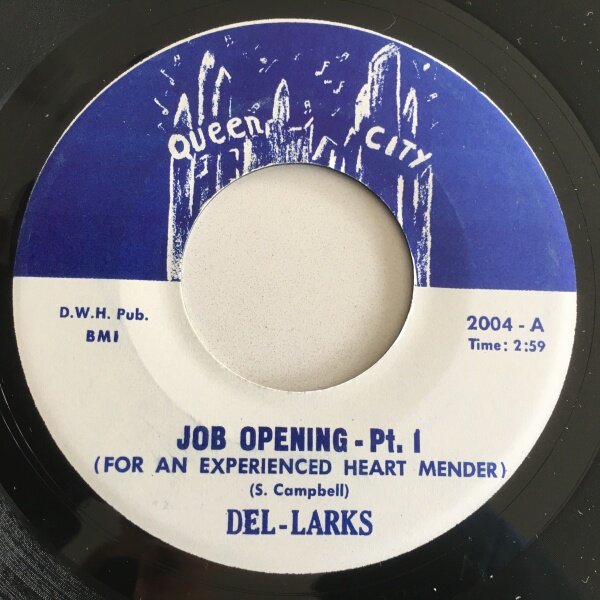 Queen CITY
D.W.H. Pub.
BMI
2004 - A
Time: 2:59
JOB OPENING - Pt. I
(FOR AN EXPERIENCED HEART MENDER)
(S. Campbell)
DEL-LARKS